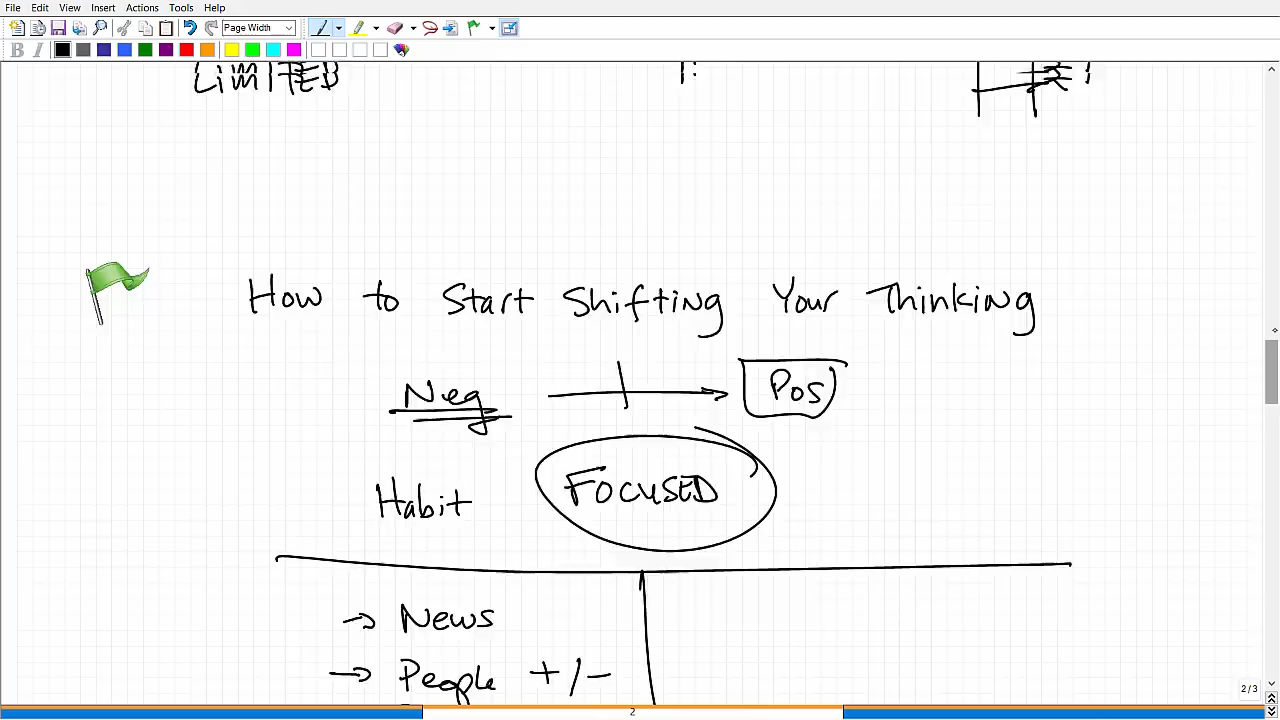 File Edit View Insert Actions Tools Help
Page Width
B I
LIMITED
How to Start Shifting Your Thinking
Neg Pos
Habit FOCUSED
→ News
→ People +/-
2/3
2